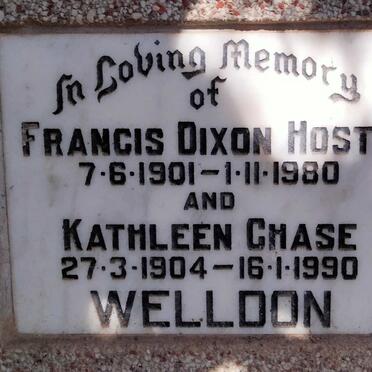 In Loving Memory
of
FRANCIS DIXON HOST
7·6·1901–1·11·1980
AND
KATHLEEN CHASE
27·3·1904–16·1·1990
WELLDON